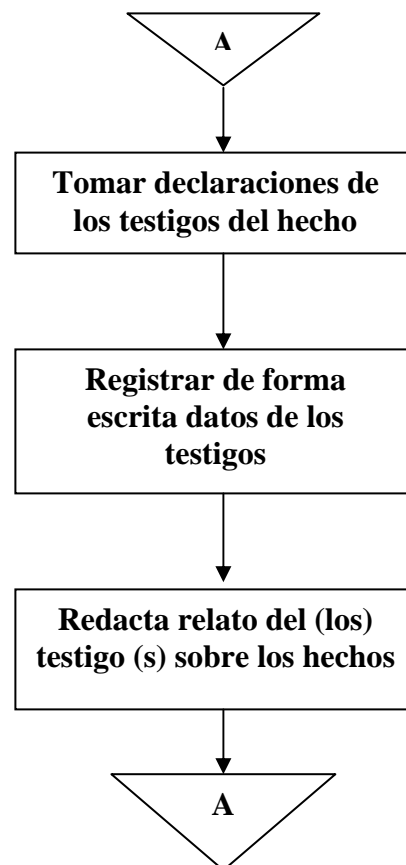 A
Tomar declaraciones de
los testigos del hecho
Registrar de forma
escrita datos de los
testigos
Redacta relato del (los)
testigo (s) sobre los hechos
A